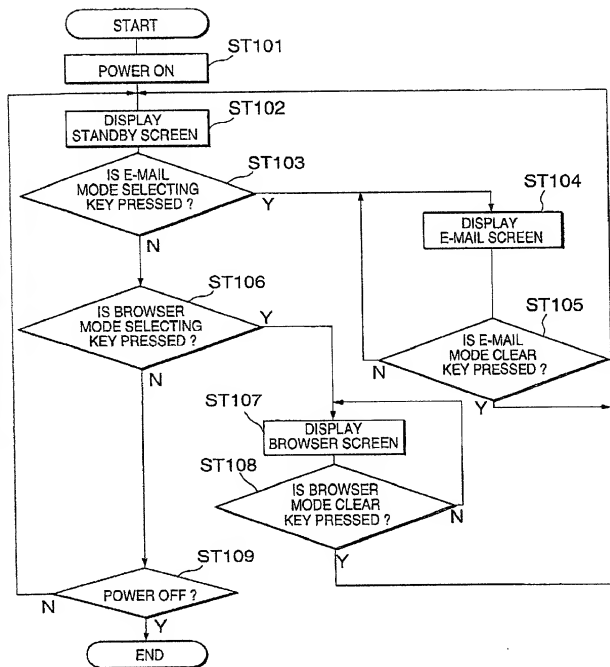 START
ST101
POWER ON
ST102
DISPLAY
STANDBY SCREEN
ST103
IS E-MAIL
MODE SELECTING
KEY PRESSED ?
Y
N
ST104
DISPLAY
E-MAIL SCREEN
ST105
IS E-MAIL
MODE CLEAR
KEY PRESSED ?
N
Y
ST106
IS BROWSER
MODE SELECTING
KEY PRESSED ?
Y
N
ST107
DISPLAY
BROWSER SCREEN
ST108
IS BROWSER
MODE CLEAR
KEY PRESSED ?
N
Y
ST109
POWER OFF ?
N
Y
END